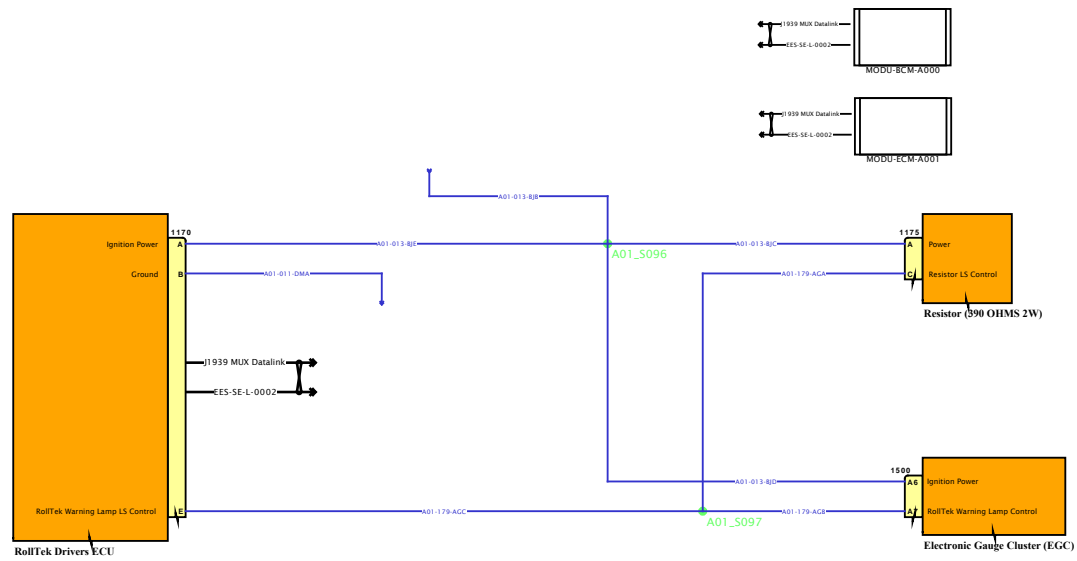 J1939 MUX Datalink
EES-SE-L-0002
MODU-BCM-A000
J1939 MUX Datalink
EES-SE-L-0002
MODU-ECM-A001
A01-013-BJB
1170
1175
Ignition Power
A
A01-013-BJE
A01-013-BJC
A
Power
A01_S096
Ground
B
A01-011-DMA
A01-179-AGA
C
Resistor LS Control
Resistor (390 OHMS 2W)
J1939 MUX Datalink
EES-SE-L-0002
1500
A01-013-BJD
A6
Ignition Power
RollTek Warning Lamp LS Control
E
A01-179-AGC
A01-179-AGB
RollTek Warning Lamp Control
A01_S097
RollTek Drivers ECU
Electronic Gauge Cluster (EGC)